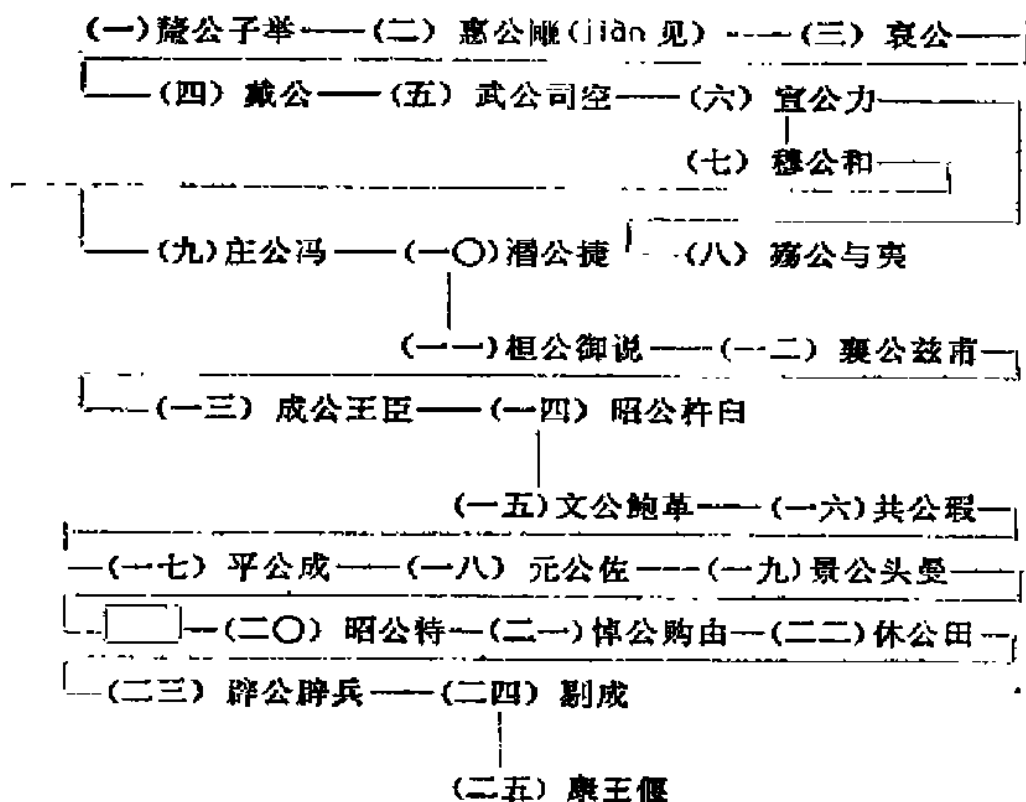 (一)釐公子举——(二) 惠公覸(jiàn 见)——(三) 哀公
(四) 戴公——(五) 武公司空——(六) 宣公力
(七) 穆公和
(九)庄公冯——(一〇)湣公捷 (八) 殇公与夷
(一一)桓公御说——(一二) 襄公兹甫
(一三) 成公王臣——(一四) 昭公杵臼
(一五)文公鲍革——(一六)共公瑕
(一七) 平公成——(一八) 元公佐——(一九)景公头曼
(二〇) 昭公特—(二一)悼公购由—(二二)休公田
(二三) 辟公辟兵——(二四) 剔成
(二五) 康王偃